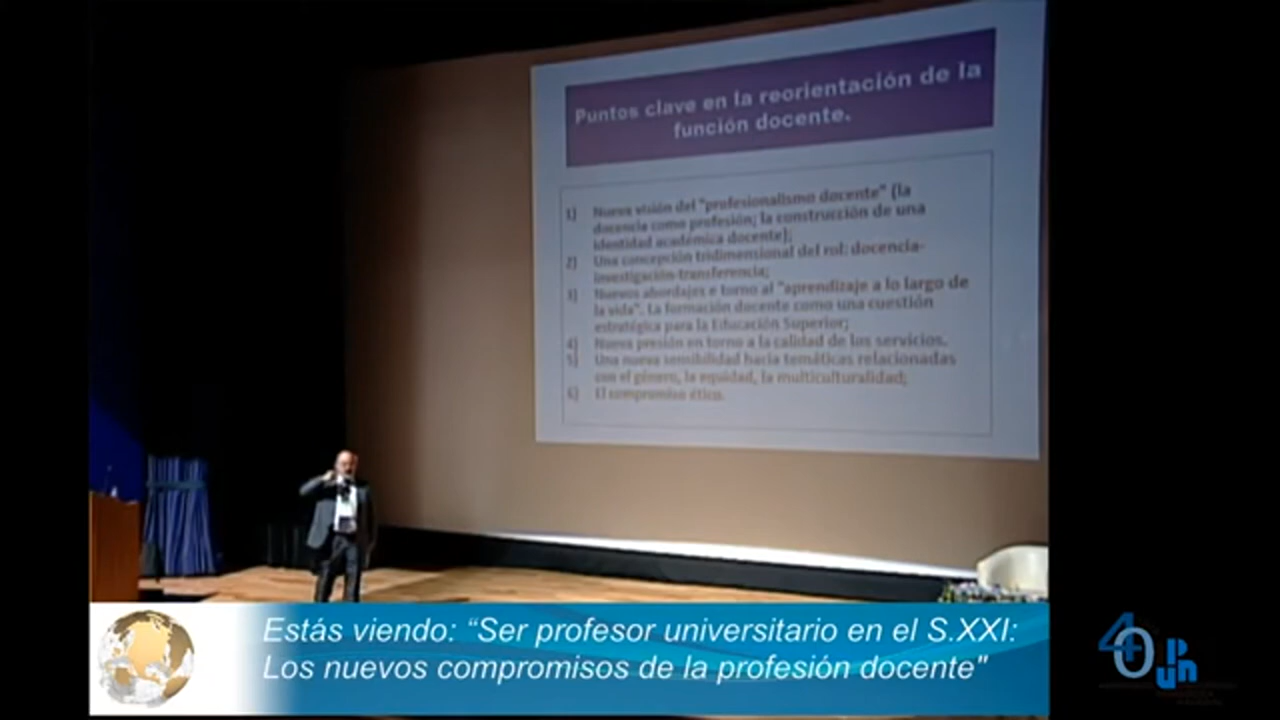 Puntos clave en la reorientación de la
función docente.
1) Nueva visión del "profesionalismo docente" (la
docencia como profesión; la construcción de una
identidad académica docente);
2) Una concepción tridimensional del rol: docencia-
investigación-transferencia;
3) Nuevos abordajes e torno al "aprendizaje a lo largo de
la vida". La formación docente como una cuestión
estratégica para la Educación Superior;
4) Nueva presión en torno a la calidad de los servicios.
5) Una nueva sensibilidad hacia temáticas relacionadas
con el género, la equidad, la multiculturalidad;
6) El compromiso ético.
Estás viendo: “Ser profesor universitario en el S.XXI:
Los nuevos compromisos de la profesión docente"
40 upn